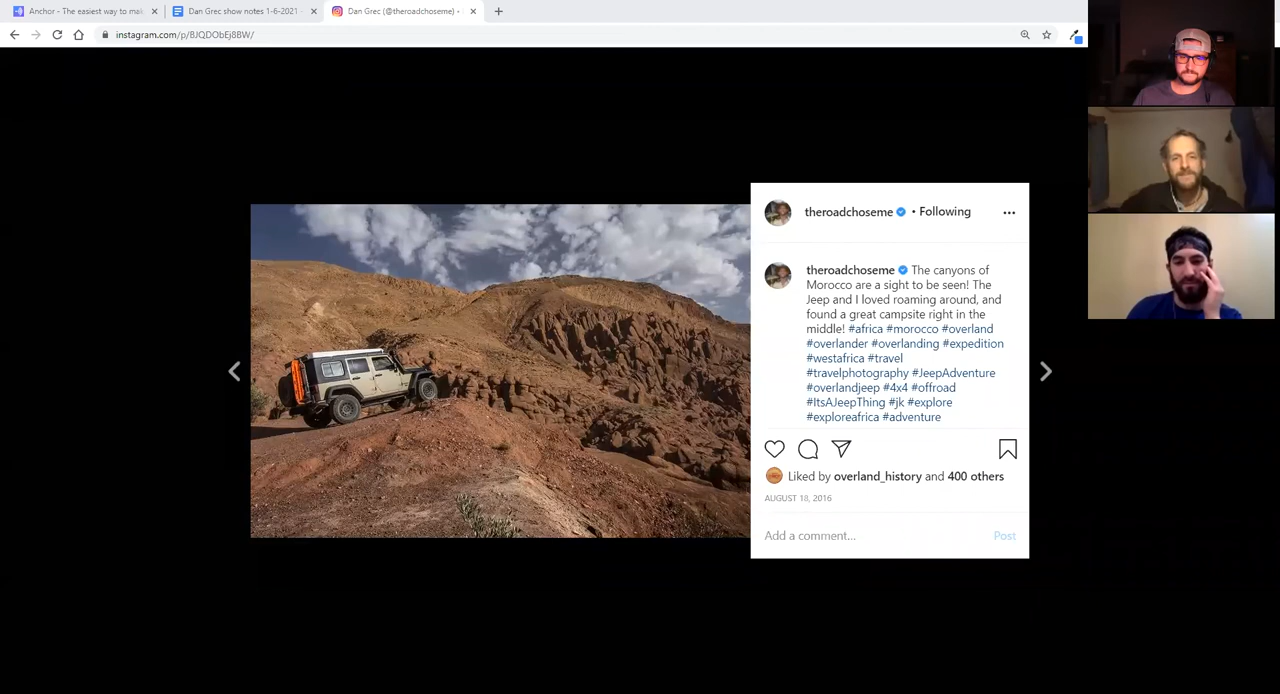 Anchor - The easiest way to mak
Dan Grec show notes 1-6-2021 -
Dan Grec (@theroadchoseme) •
instagram.com/p/BJQDObEj8BW/
theroadchoseme • Following
theroadchoseme The canyons of
Morocco are a sight to be seen! The
Jeep and I loved roaming around, and
found a great campsite right in the
middle! #africa #morocco #overland
#overlander #overlanding #expedition
#westafrica #travel
#travelphotography #JeepAdventure
#overlandjeep #4x4 #offroad
#ItsAJeepThing #jk #explore
#exploreafrica #adventure
Liked by overland_history and 400 others
AUGUST 18, 2016
Add a comment... Post